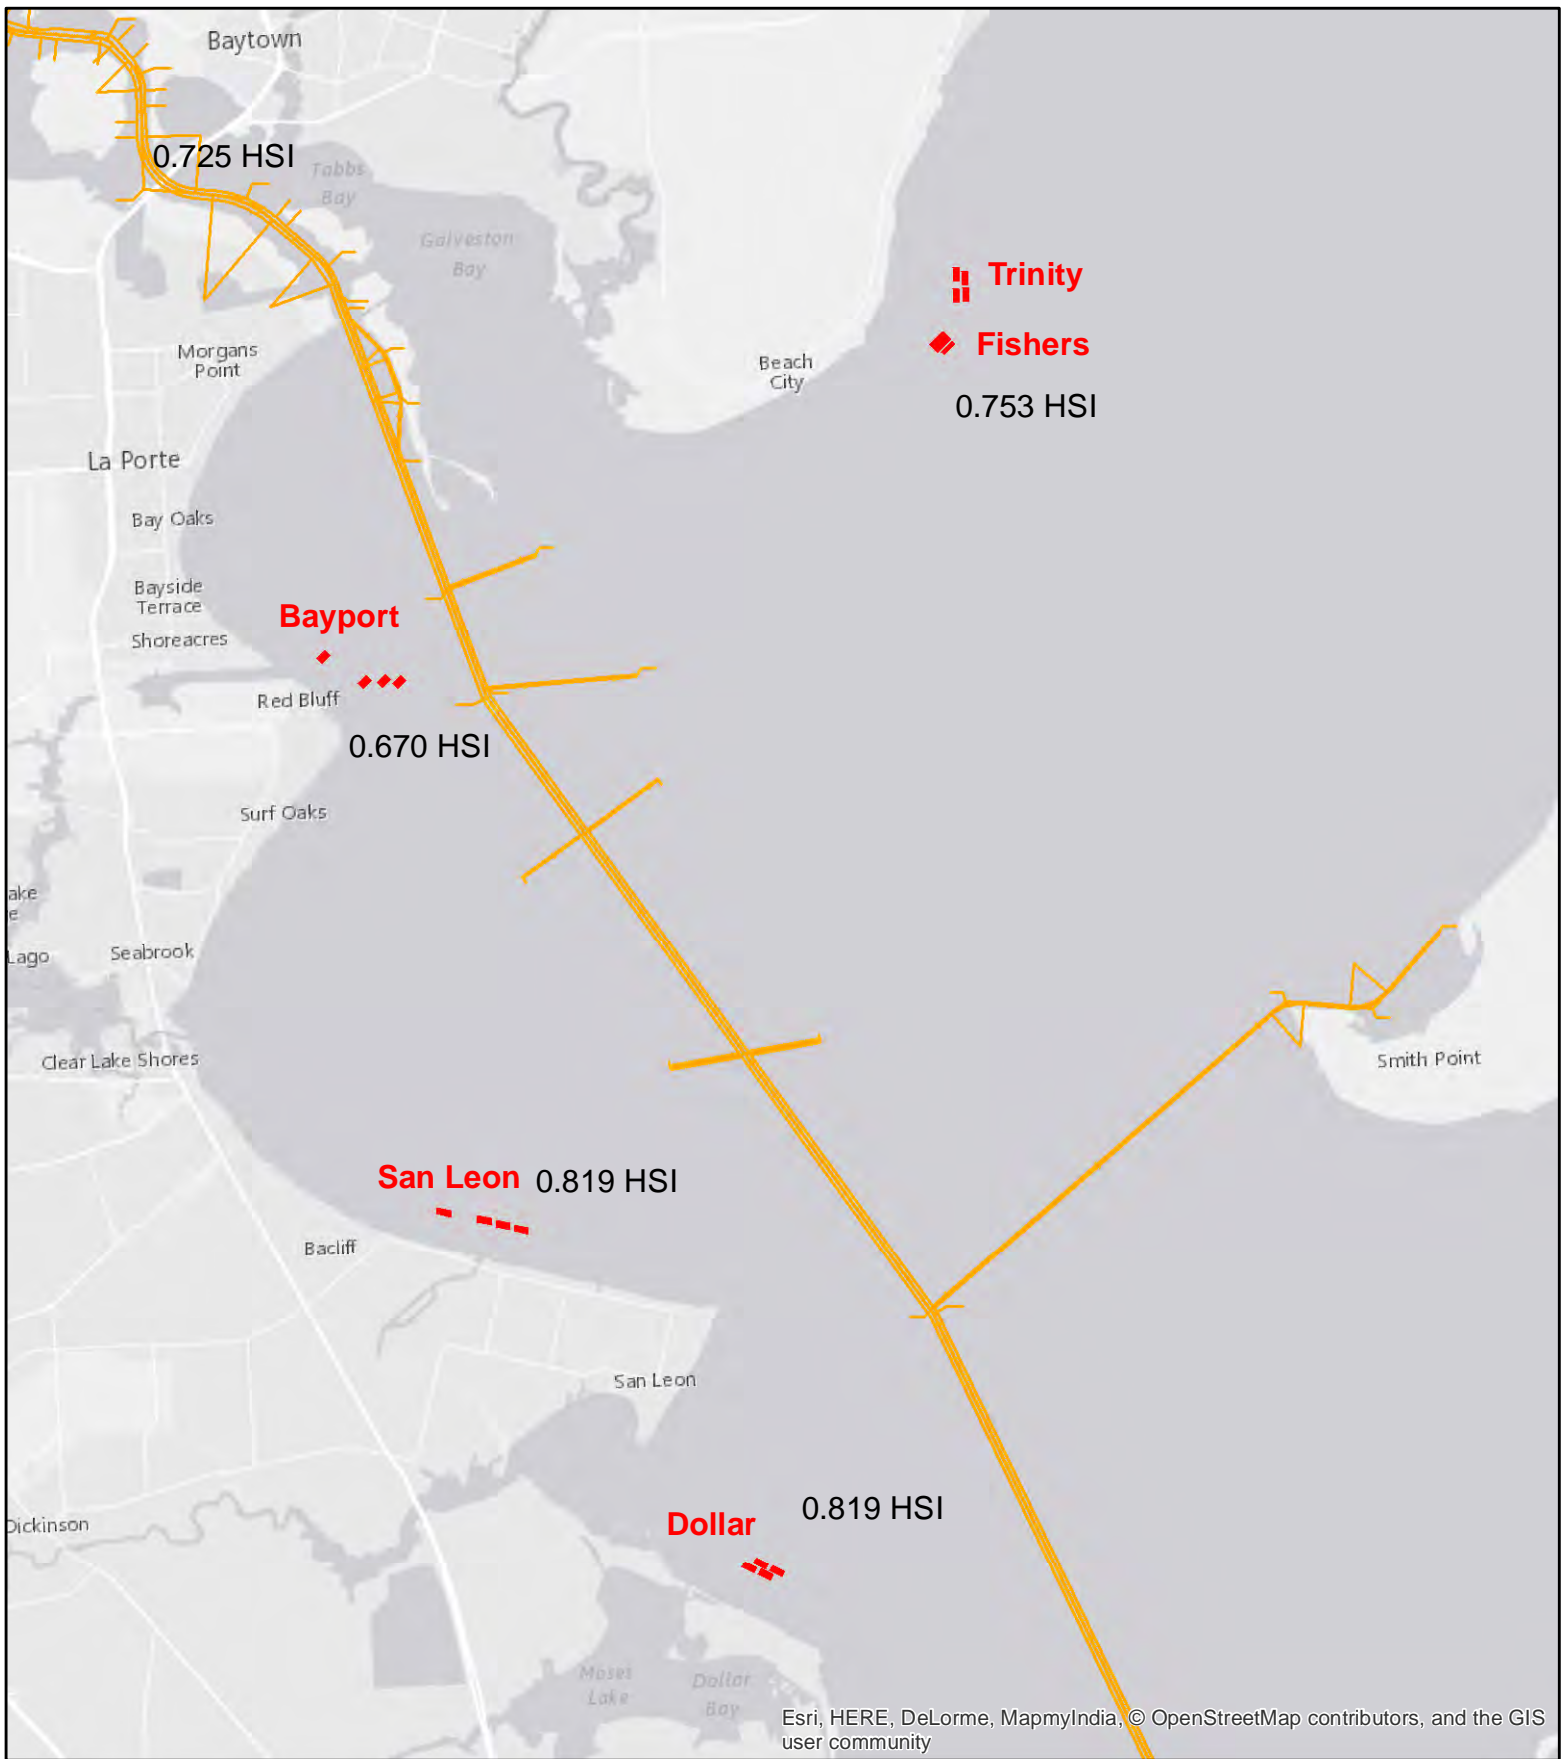 Baytown
0.725 HSI
Tabbs
Bay
Galveston
Bay
Trinity
Fishers
Morgans
Point
Beach
City
0.753 HSI
La Porte
Bay Oaks
Bayside
Terrace
Bayport
Shoreacres
Red Bluff
0.670 HSI
Surf Oaks
ake
e
Lago
Seabrook
Clear Lake Shores
Smith Point
San Leon
0.819 HSI
Bacliff
San Leon
0.819 HSI
Dollar
Dickinson
Moses
Lake
Dollar
Bay
Esri, HERE, DeLorme, MapmyIndia, © OpenStreetMap contributors, and the GIS
user community